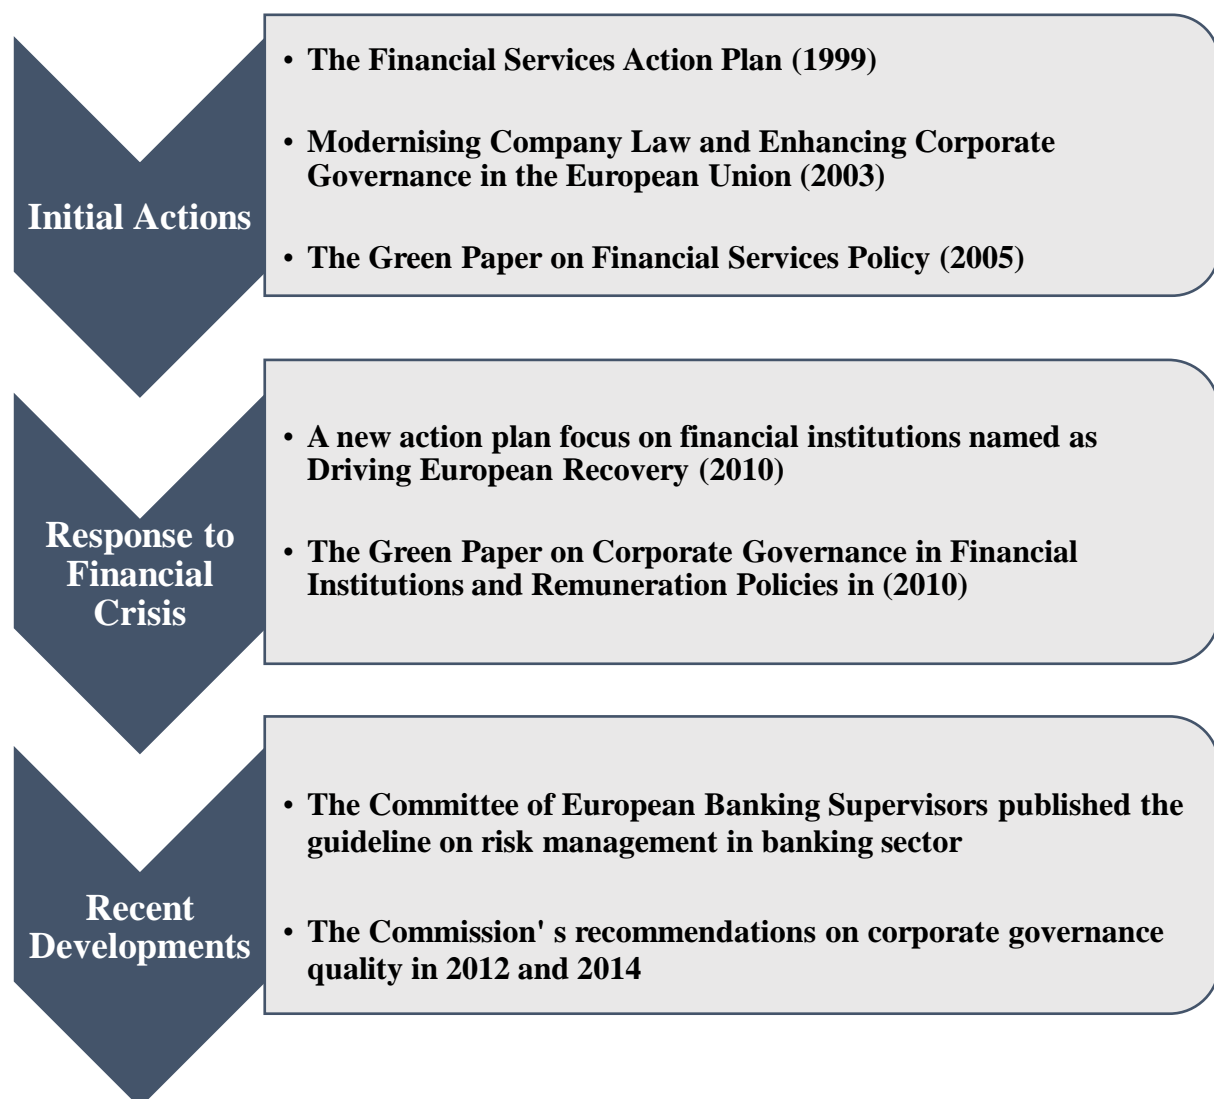 Initial Actions
• The Financial Services Action Plan (1999)
• Modernising Company Law and Enhancing Corporate
Governance in the European Union (2003)
• The Green Paper on Financial Services Policy (2005)
Response to
Financial
Crisis
• A new action plan focus on financial institutions named as
Driving European Recovery (2010)
• The Green Paper on Corporate Governance in Financial
Institutions and Remuneration Policies in (2010)
Recent
Developments
• The Committee of European Banking Supervisors published the
guideline on risk management in banking sector
• The Commission' s recommendations on corporate governance
quality in 2012 and 2014